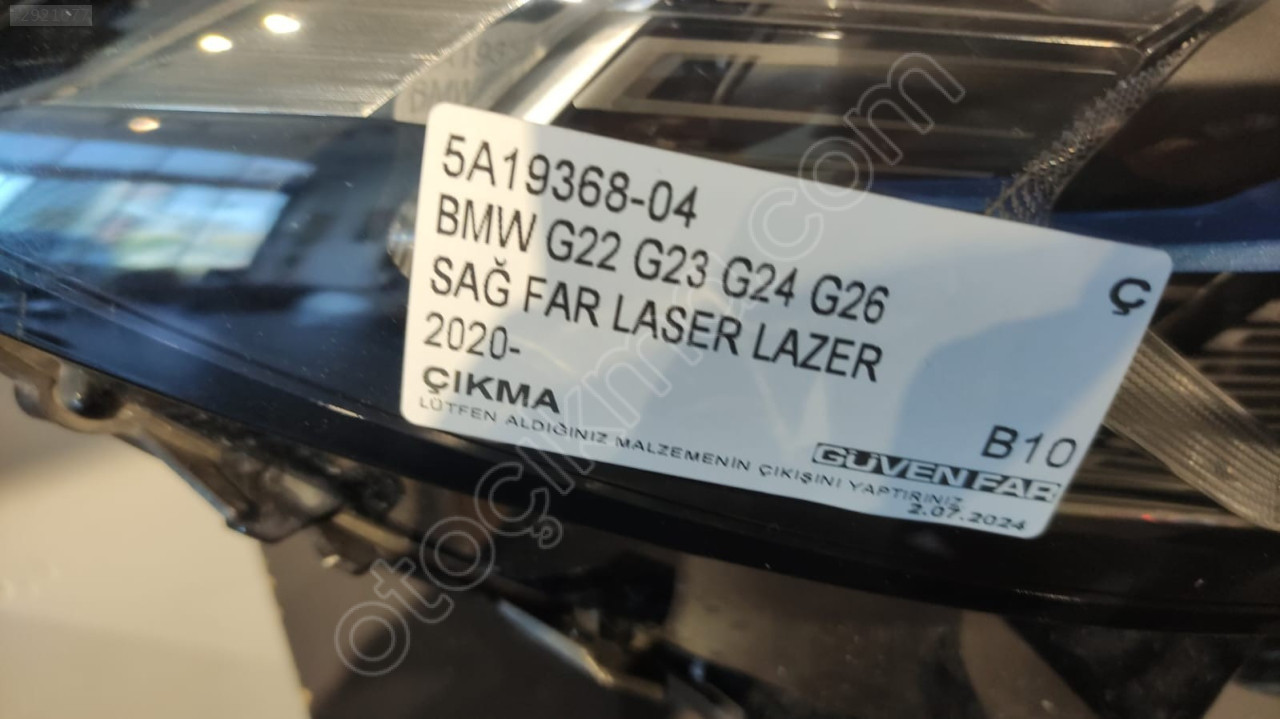 5A19368-04
BMW G22 G23 G24 G26
Ç
SAĞ FAR LASER LAZER
2020-
ÇIKMA
B10
LÜTFEN ALDIĞINIZ MALZEMENİN ÇIKIŞINI YAPTIRINIZ
GÜVEN FAR
2.07.2024
otoçıkma.com